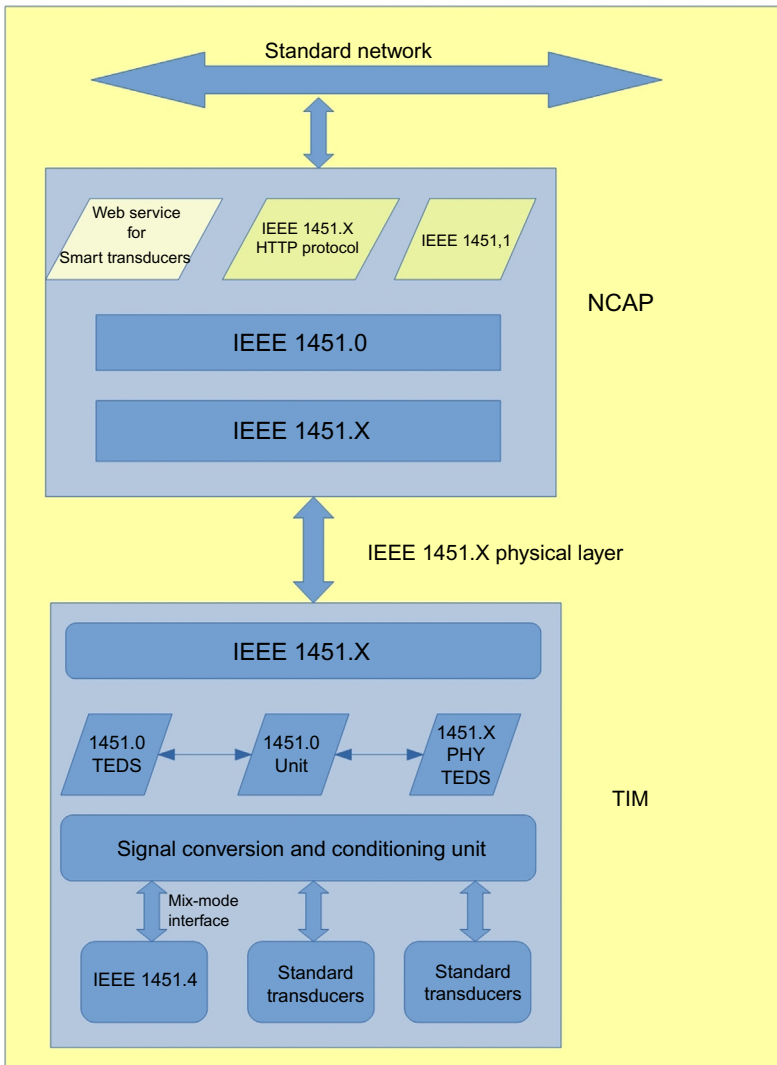 Standard network
Web service
for
Smart transducers
IEEE 1451.X
HTTP protocol
IEEE 1451,1
NCAP
IEEE 1451.0
IEEE 1451.X
IEEE 1451.X physical layer
IEEE 1451.X
1451.0
TEDS
1451.0
Unit
1451.X
PHY
TEDS
TIM
Signal conversion and conditioning unit
Mix-mode
interface
IEEE 1451.4
Standard
transducers
Standard
transducers